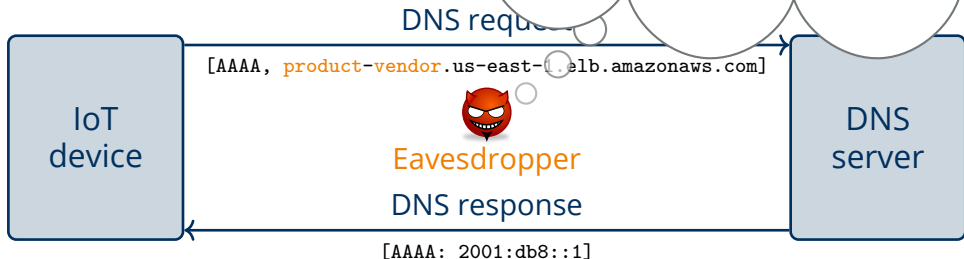 DNS request
[AAAA, product-vendor.us-east-1.elb.amazonaws.com]
IoT
device
DNS
server
Eavesdropper
DNS response
[AAAA: 2001:db8::1]